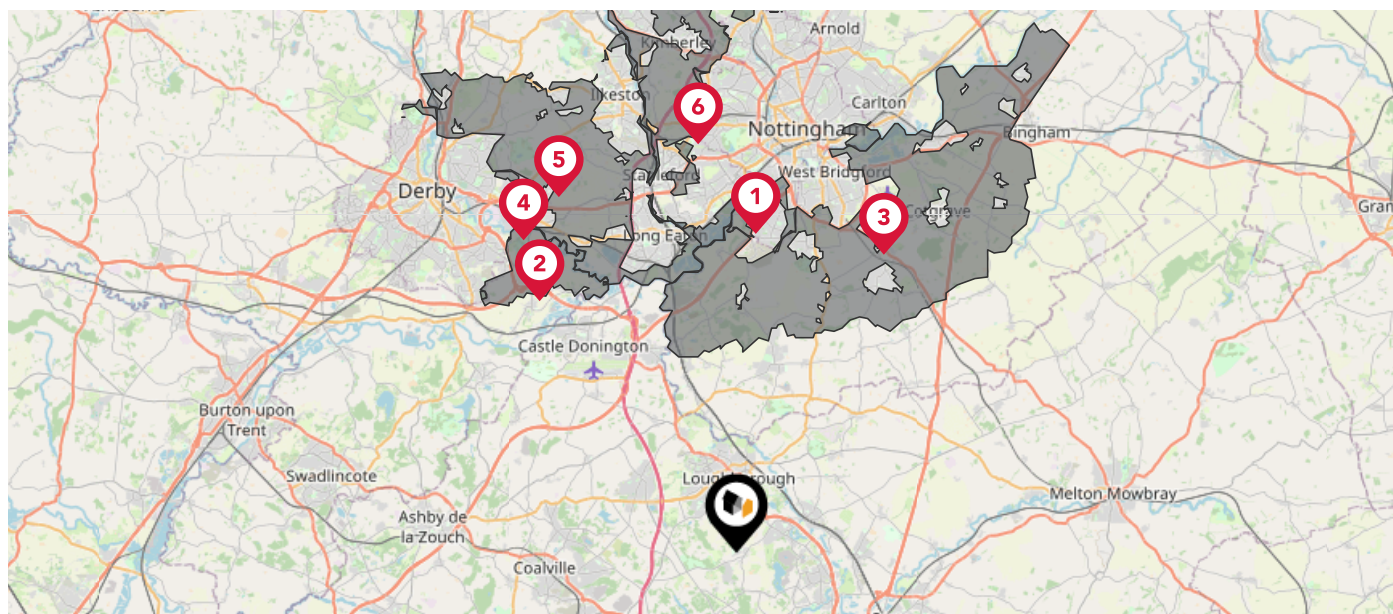 Arnold
Kimberle
Ilkeston
6
Carlton
Nottingham
Bingham
5
Stapleford
West Bridgford
Derby
4
1
3
Cotgrave
Gran
Long Eaton
2
Castle Donington
Burton upon
Trent
Swadlincote
Loughborough
Melton Mowbray
Ashby de
la Zouch
Coalville